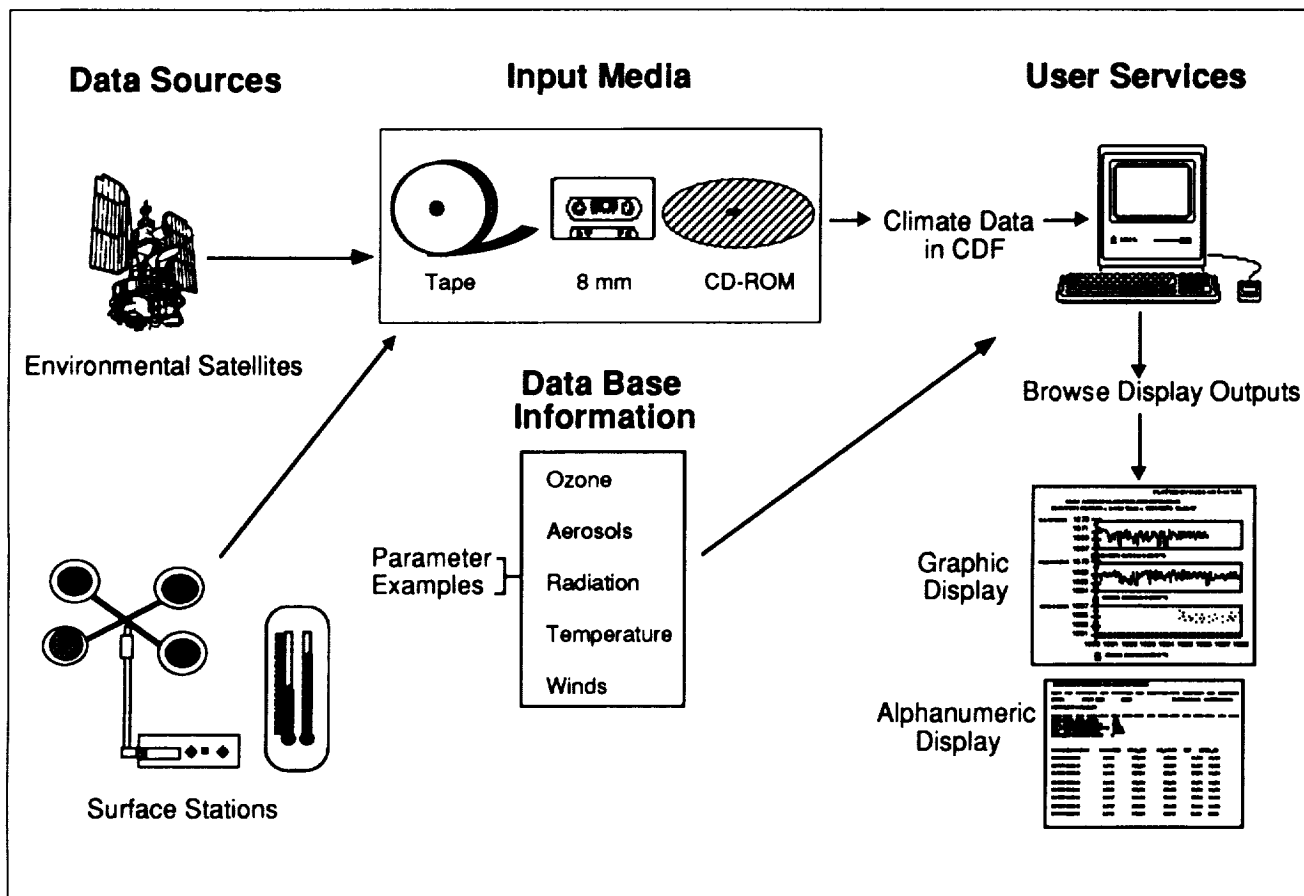 Data Sources
Input Media
User Services
Tape
8 mm
CD-ROM
Climate Data
in CDF
Environmental Satellites
Data Base
Information
Browse Display Outputs
Ozone
Aerosols
Parameter
Examples
Radiation
Temperature
Winds
Graphic
Display
Alphanumeric
Display
Surface Stations